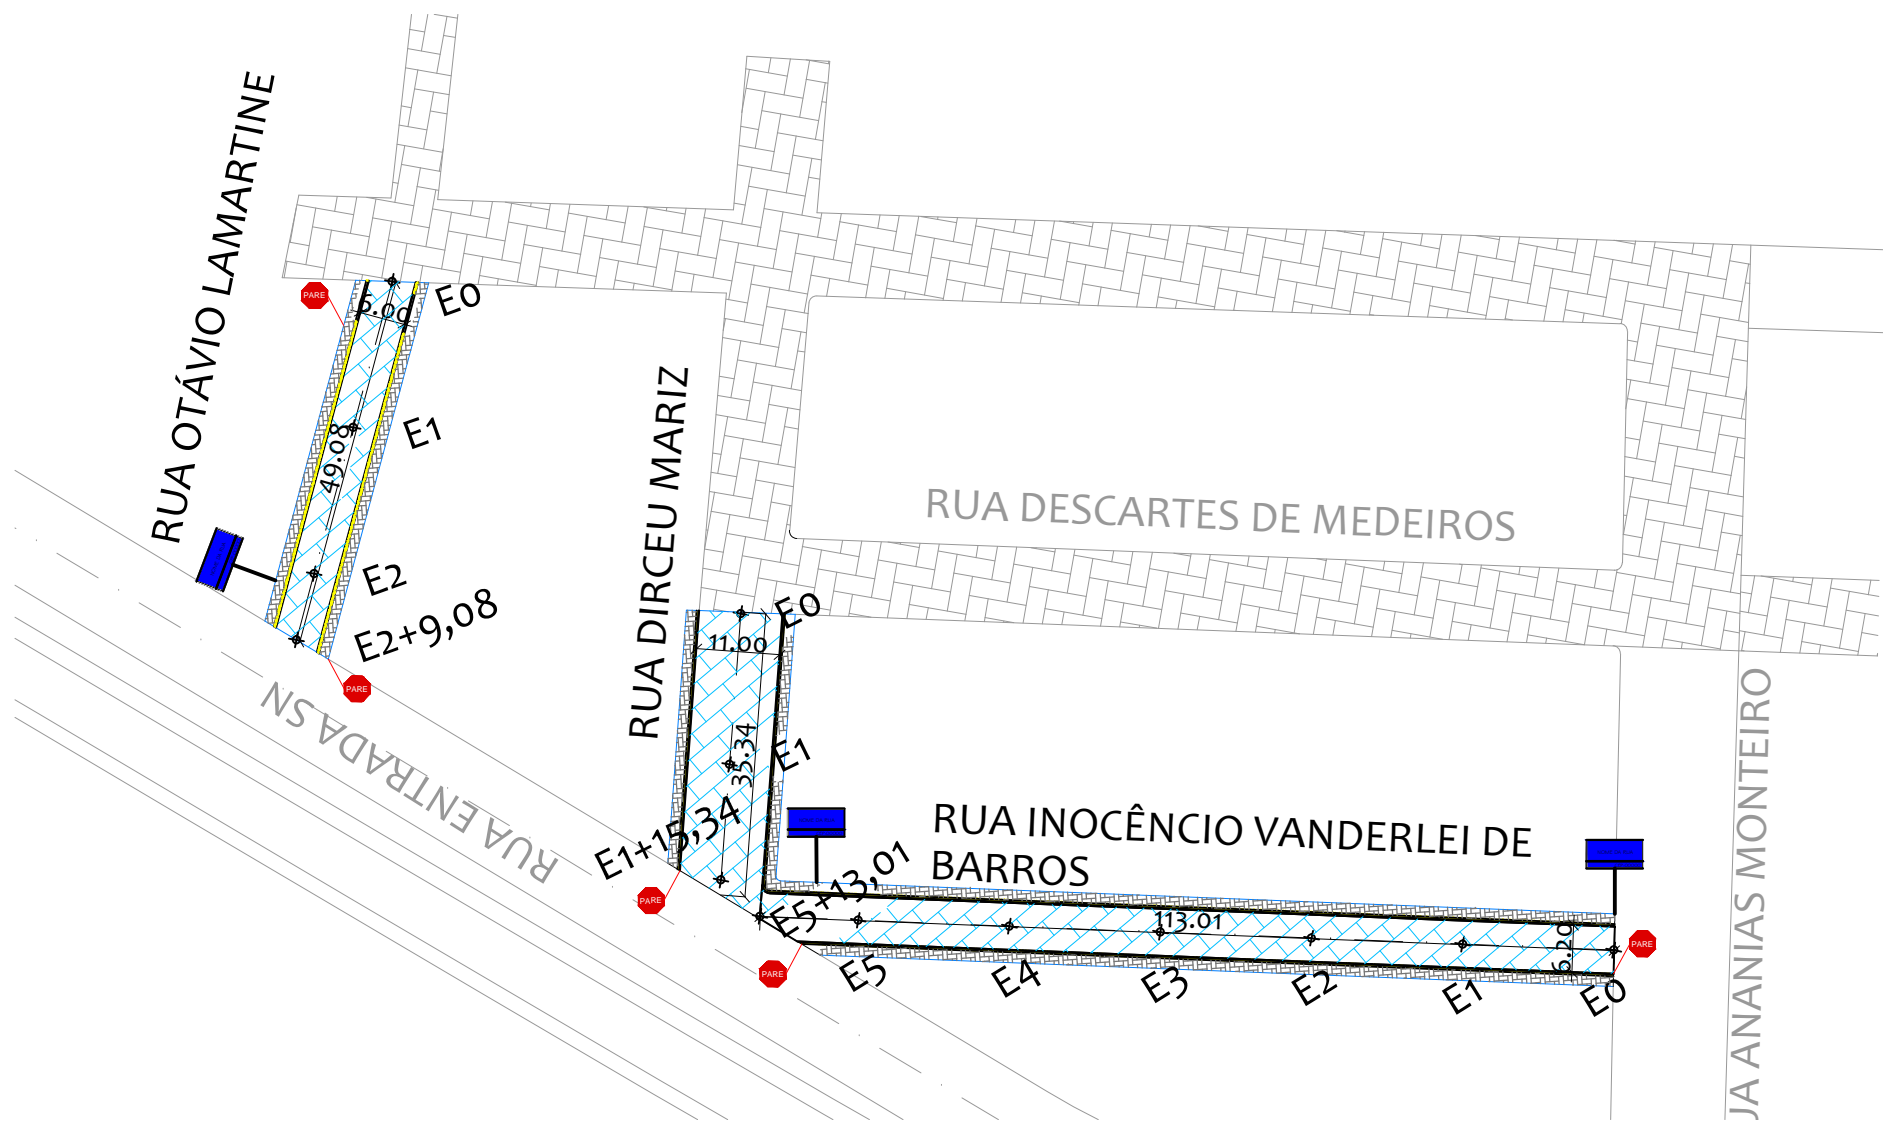 RUA OTÁVIO LAMARTINE
PARE
6.00
E0
49.08
E1
E2
E2+9,08
PARE
RUA ENTRADA SN
RUA DIRCEU MARIZ
RUA DESCARTES DE MEDEIROS
E0
11.00
35.34
E1
E1+15,34
PARE
RUA INOCÊNCIO VANDERLEI DE
BARROS
E5+13,01
113.01
6.20
PARE
PARE
E5
E4
E3
E2
E1
E0
UA ANANIAS MONTEIRO